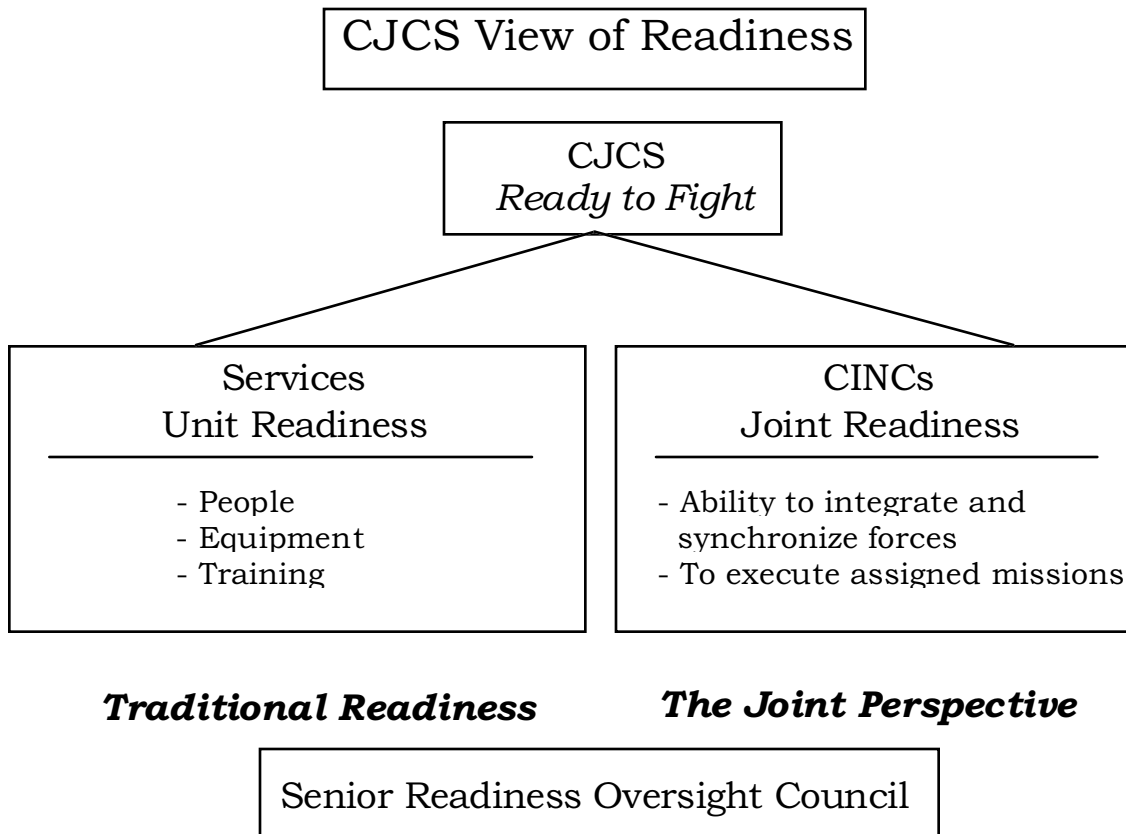 CJCS View of Readiness
CJCS
Ready to Fight
Services
Unit Readiness
- People
- Equipment
- Training
CINCs
Joint Readiness
- Ability to integrate and
synchronize forces
- To execute assigned missions
Traditional Readiness
The Joint Perspective
Senior Readiness Oversight Council